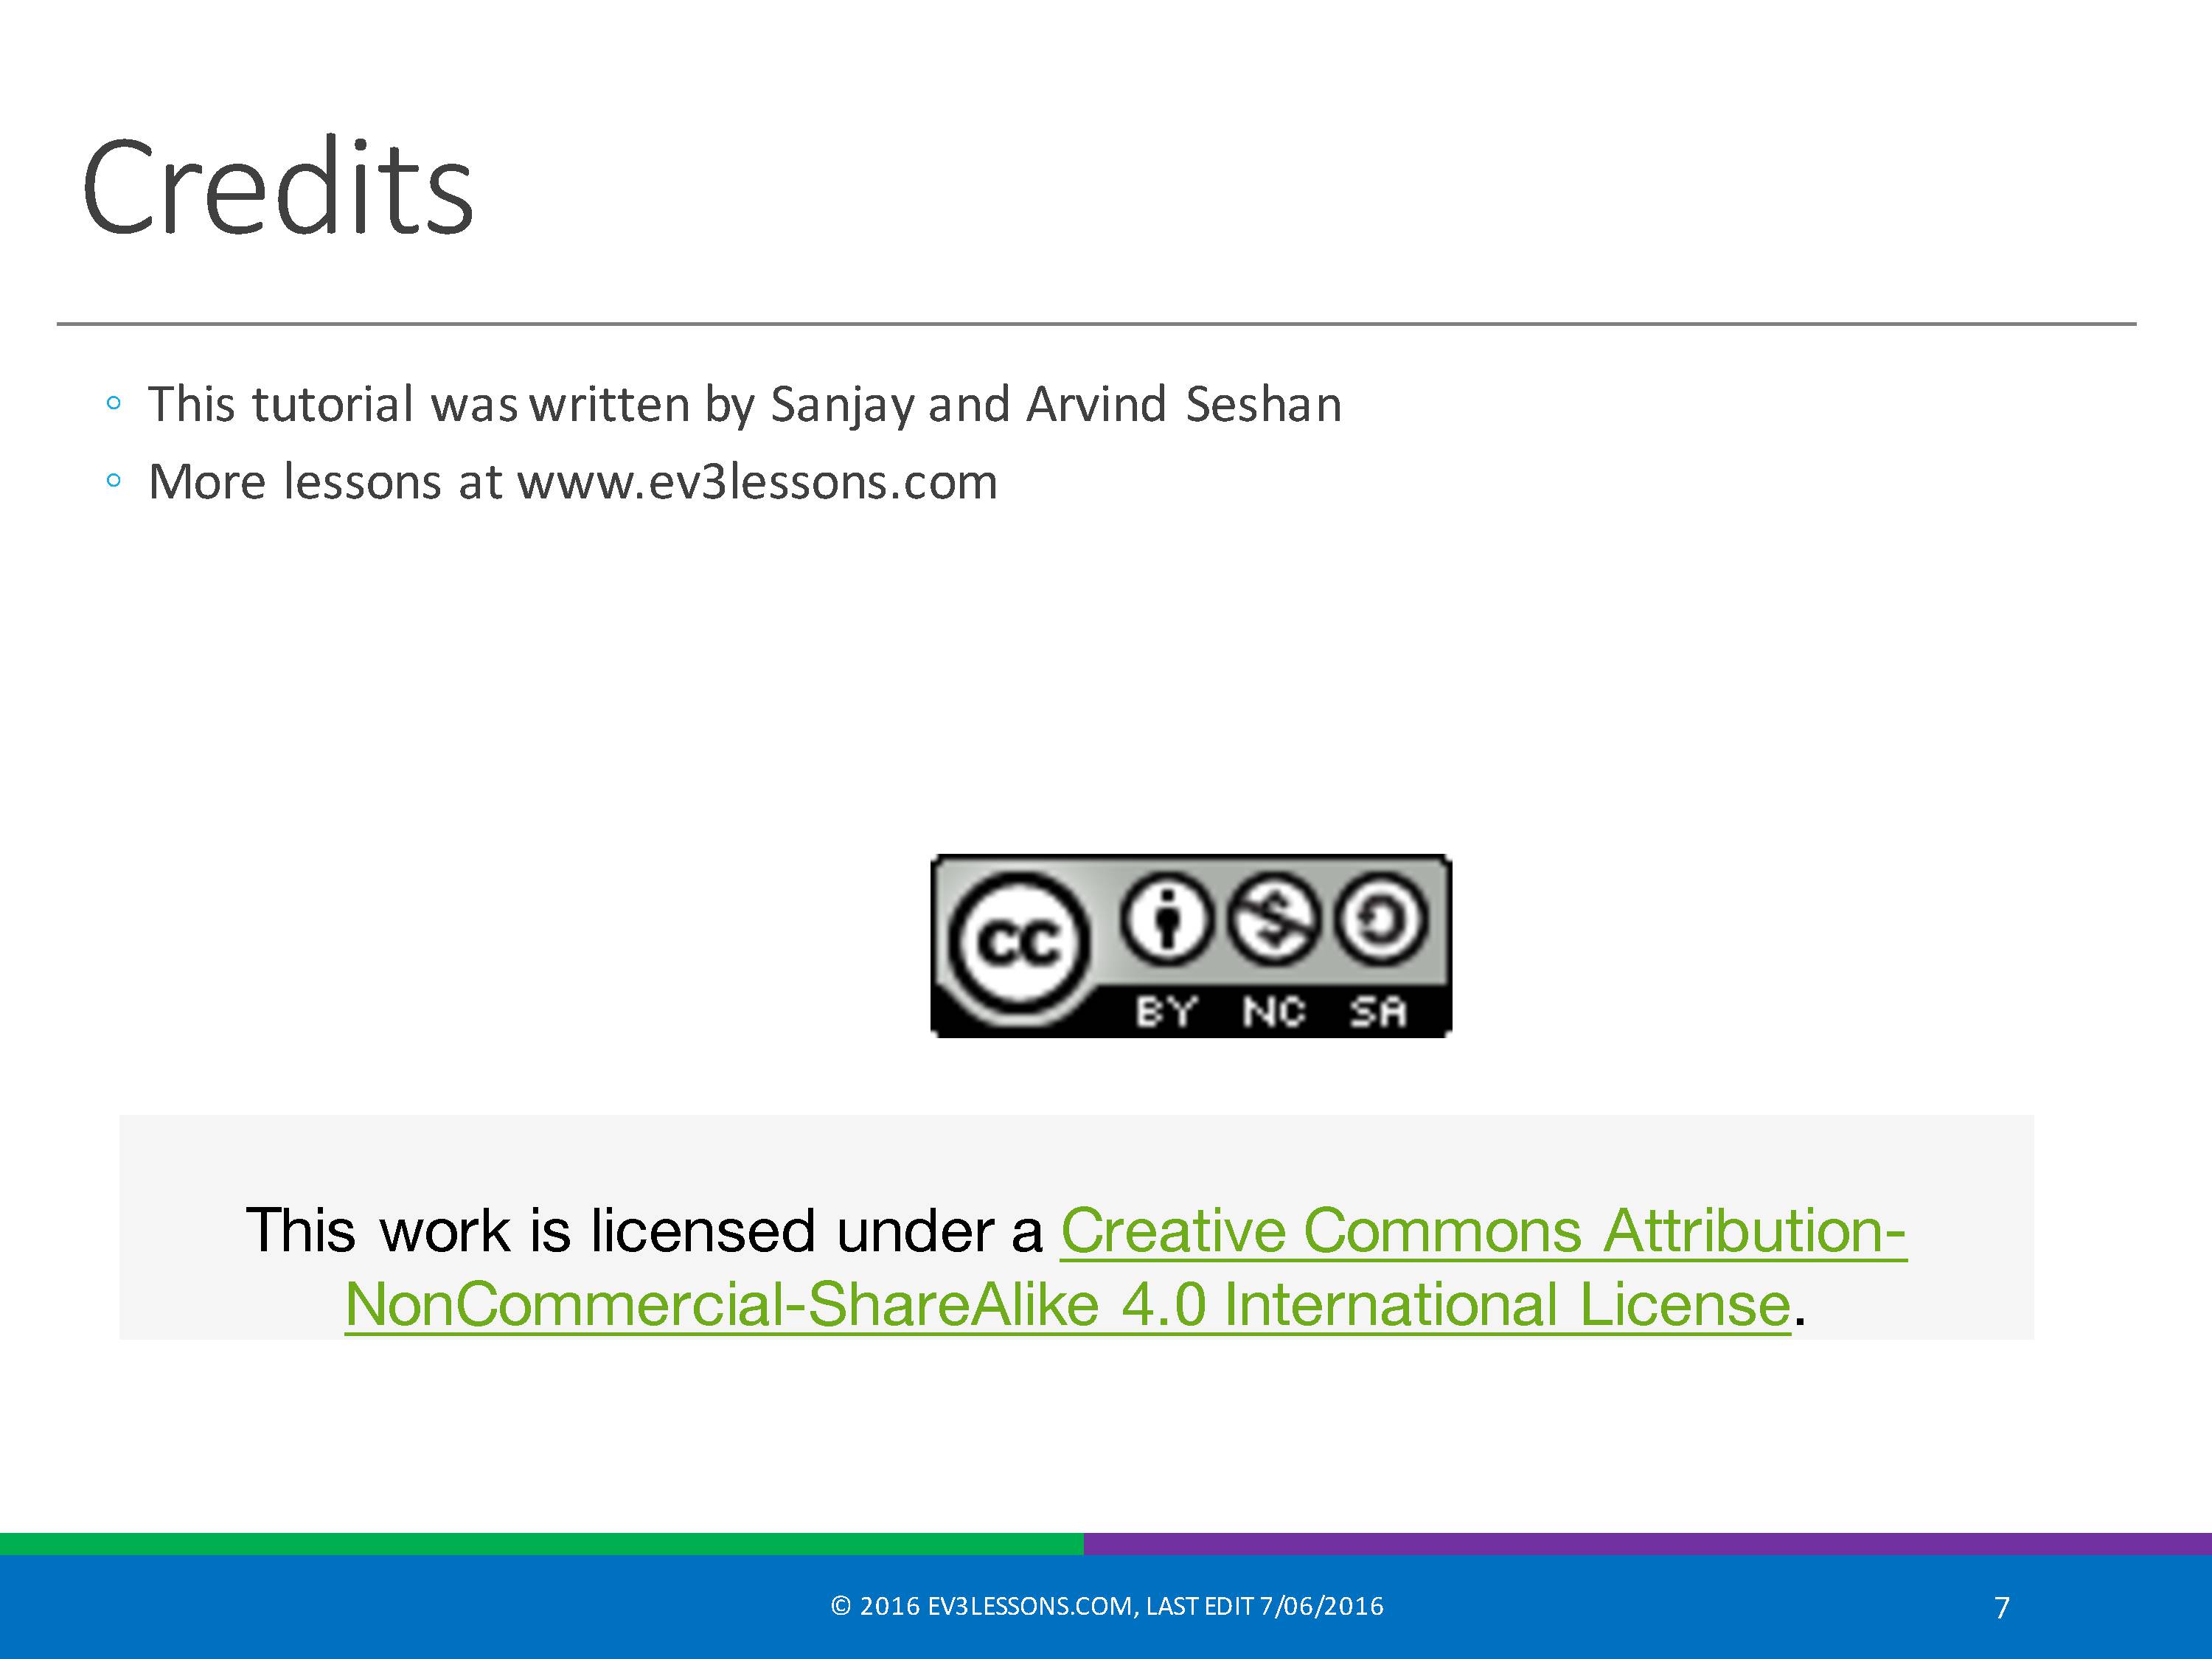 Credits
◦ This tutorial was written by Sanjay and Arvind Seshan
◦ More lessons at www.ev3lessons.com
cc
BY NC SA
This work is licensed under a Creative Commons Attribution-
NonCommercial-ShareAlike 4.0 International License.
© 2016 EV3LESSONS.COM, LAST EDIT 7/06/2016
7